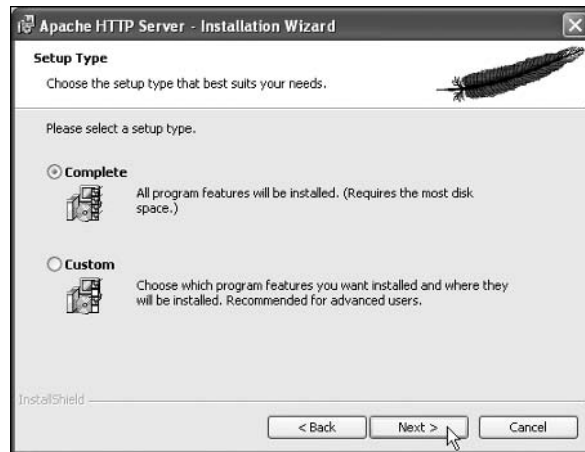 Apache HTTP Server - Installation Wizard
Setup Type
Choose the setup type that best suits your needs.
Please select a setup type.
Complete
All program features will be installed. (Requires the most disk
space.)
Custom
Choose which program features you want installed and where they
will be installed. Recommended for advanced users.
InstallShield
< Back
Next >
Cancel